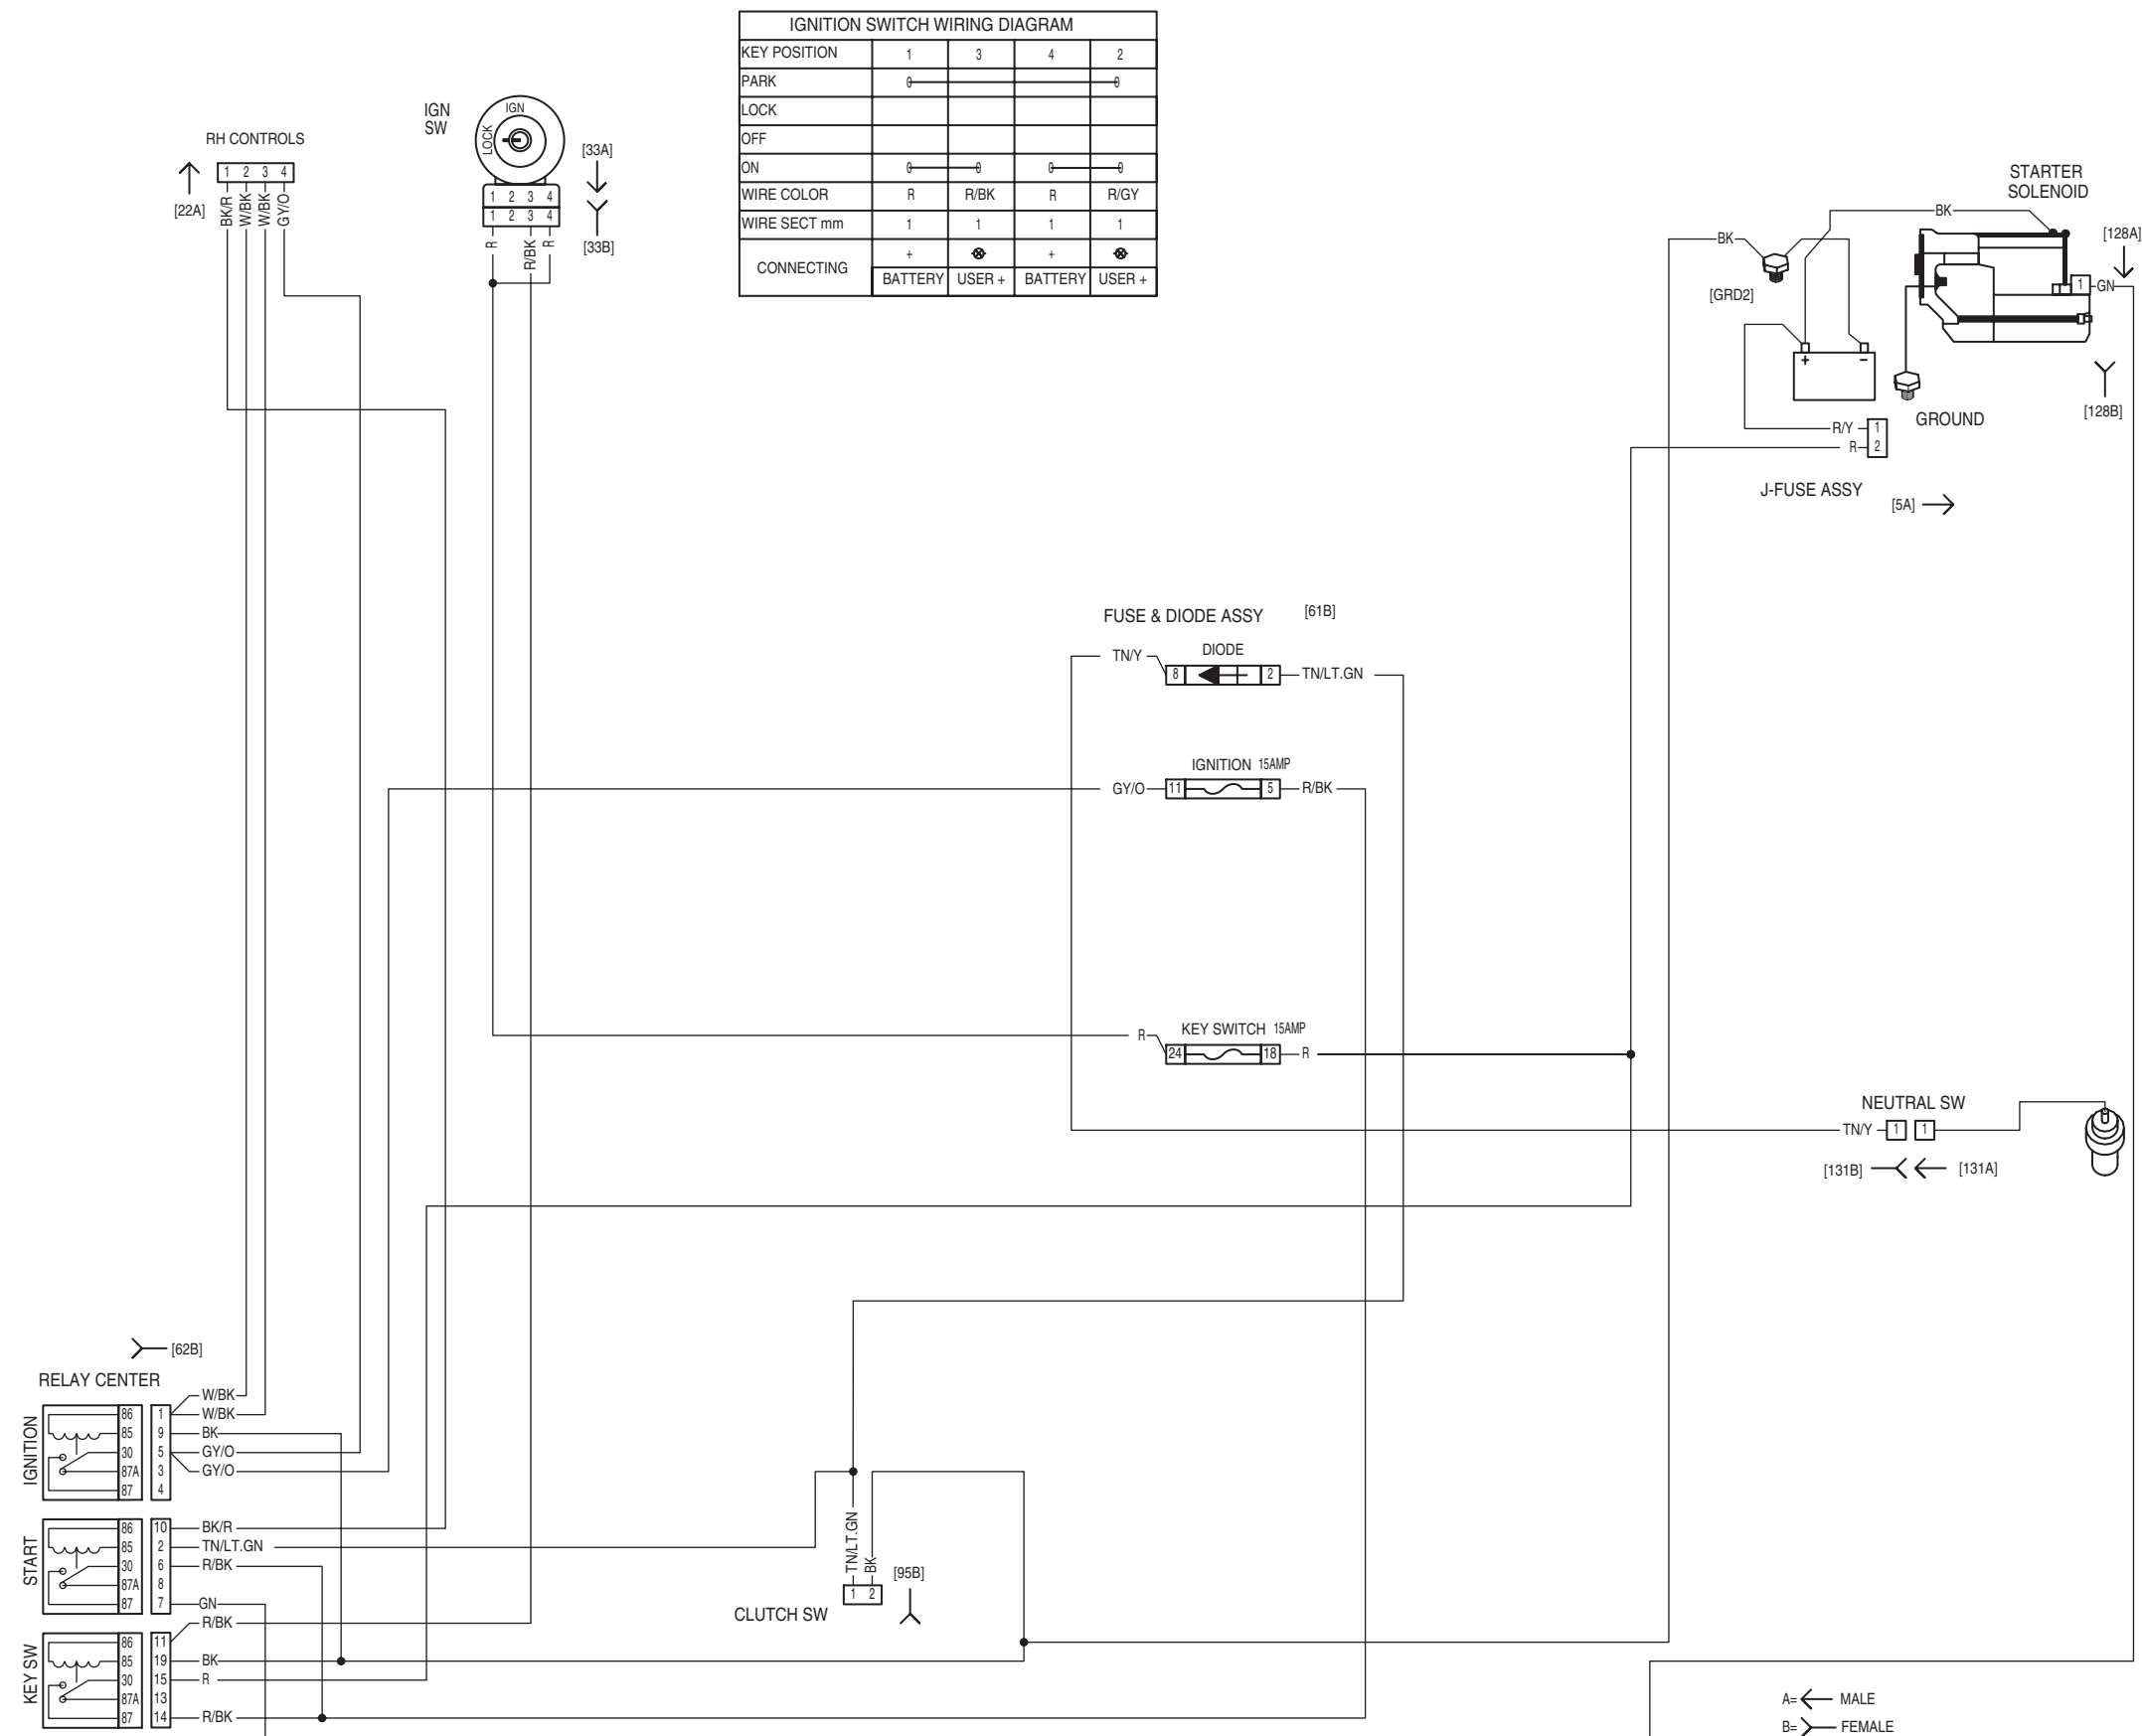 IGNITION SWITCH WIRING DIAGRAM
KEY POSITION 1 3 4 2
PARK 0 0
LOCK
OFF
ON 0 0 0 0
WIRE COLOR R R/BK R R/GY
WIRE SECT mm 1 1 1 1
CONNECTING + +
BATTERY USER + BATTERY USER +
RH CONTROLS
1 2 3 4
[22A]
BK/R
W/BK
W/BK
GY/O
IGN
SW
IGN
LOCK
1 2 3 4
1 2 3 4
[33A]
[33B]
R
R/BK
R
STARTER
SOLENOID
BK
BK
[GRD2]
[128A]
1
GN
[128B]
+ −
GROUND
R/Y 1
R 2
J-FUSE ASSY
[5A]
FUSE & DIODE ASSY [61B]
DIODE
TN/Y 8 2 TN/LT.GN
IGNITION 15AMP
GY/O 11 5 R/BK
KEY SWITCH 15AMP
R 24 18 R
NEUTRAL SW
TN/Y 1 1
[131B] [131A]
[62B]
RELAY CENTER
IGNITION
W/BK
86 1 W/BK
85 9 BK
30 5 GY/O
87A 3 GY/O
87 4
START
86 10 BK/R
85 2 TN/LT.GN
30 6 R/BK
87A 8
87 7 GN
KEY SW
R/BK
86 11
85 19 BK
30 15 R
87A 13
87 14 R/BK
TN/LT.GN
BK
1 2
[95B]
CLUTCH SW
A= MALE
B= FEMALE